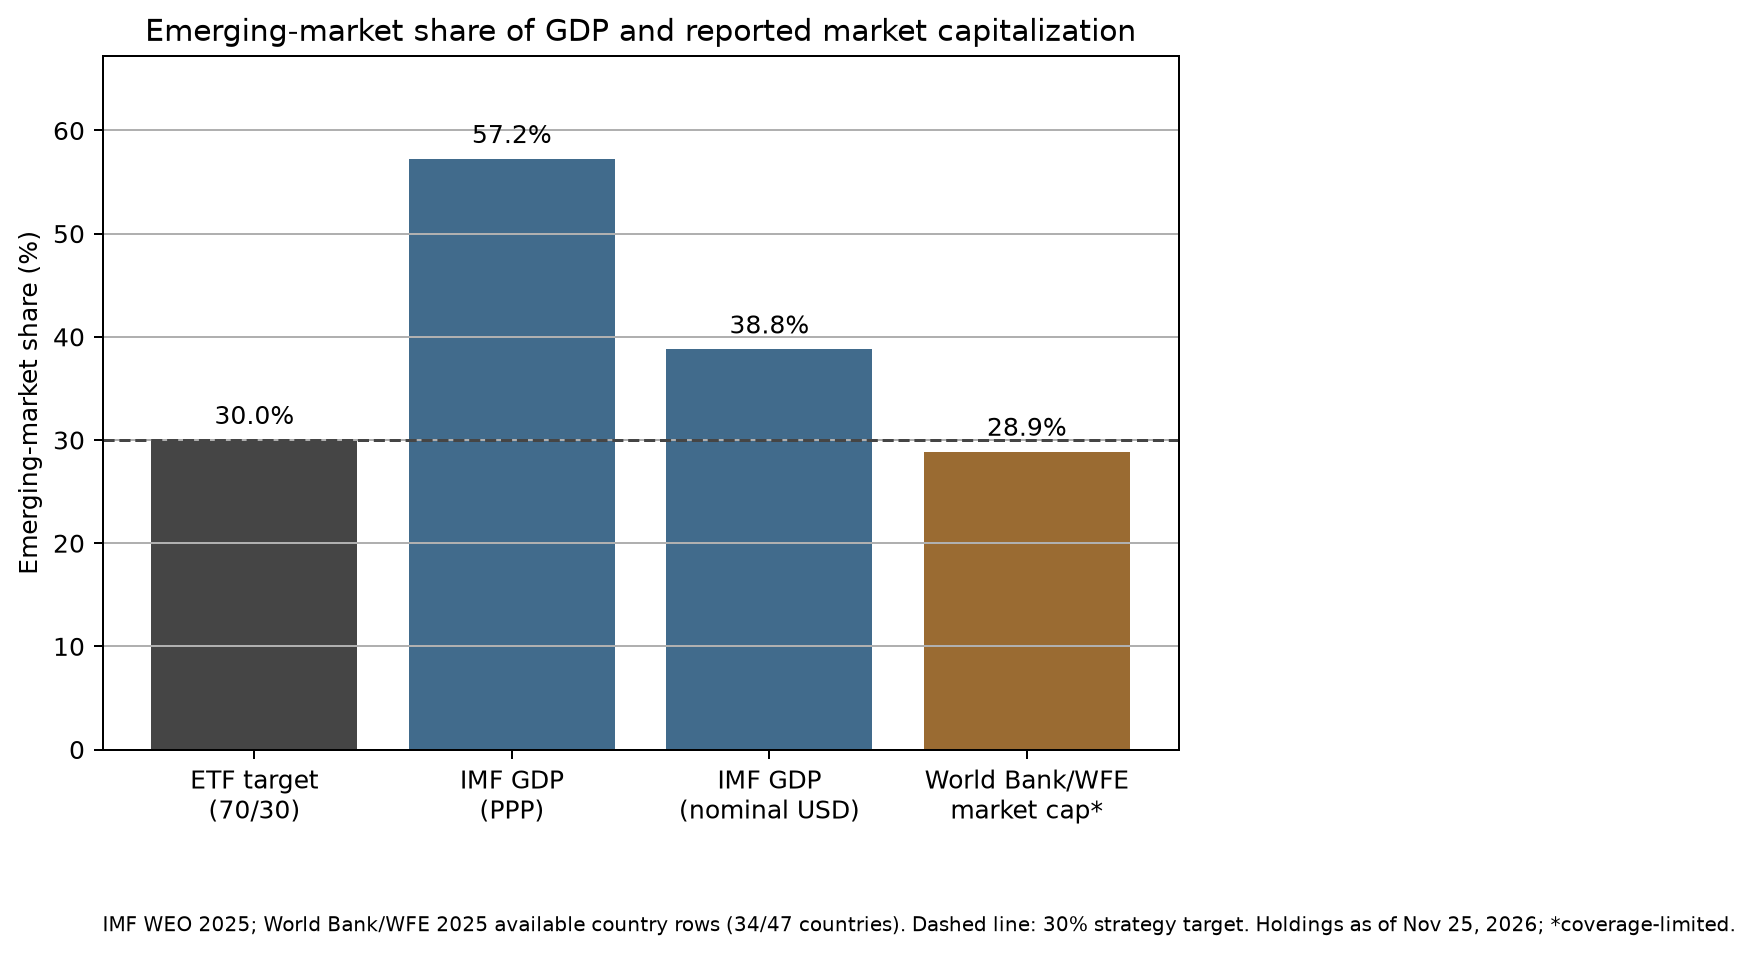 Emerging-market share of GDP and reported market capitalization
Emerging-market share (%)
60
50
40
30
20
10
0
30.0%
57.2%
38.8%
28.9%
ETF target
(70/30)
IMF GDP
(PPP)
IMF GDP
(nominal USD)
World Bank/WFE
market cap*
IMF WEO 2025; World Bank/WFE 2025 available country rows (34/47 countries). Dashed line: 30% strategy target. Holdings as of Nov 25, 2026; *coverage-limited.